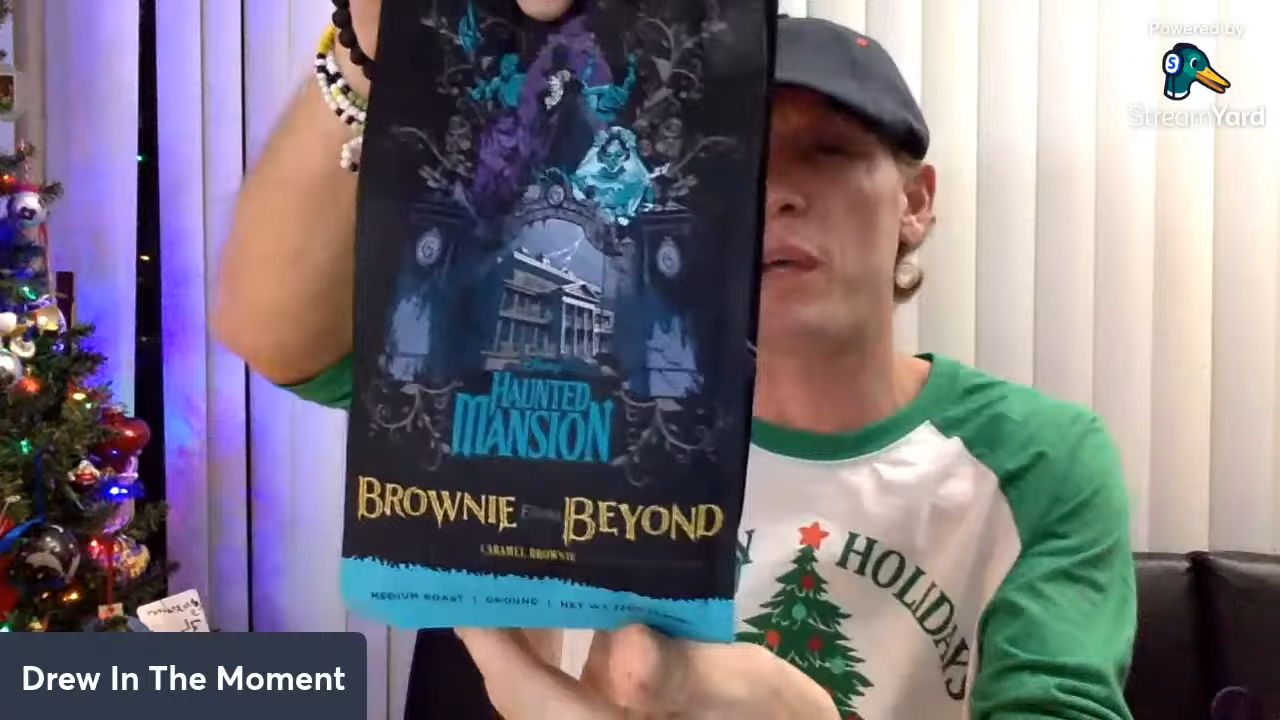 Powered by
StreamYard
HAUNTED
MANSION
BROWNIE FROM BEYOND
CARAMEL BROWNIE
MEDIUM ROAST | GROUND | NET WT
HOLIDAYS
Drew In The Moment